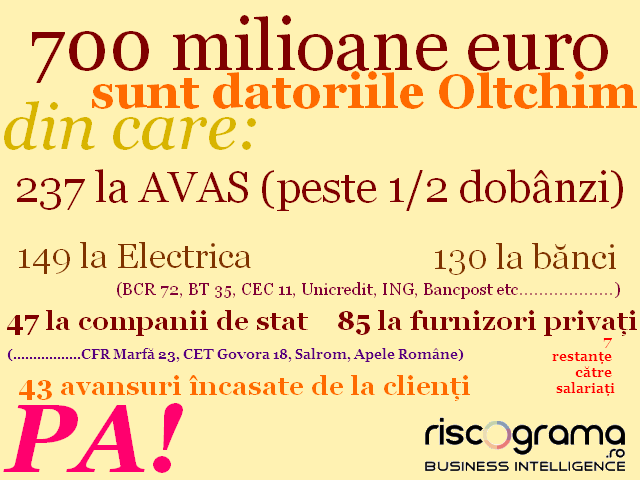 700 milioane euro
sunt datoriile Oltchim
din care:
237 la AVAS (peste 1/2 dobânzi)
149 la Electrica
130 la bănci
(BCR 72, BT 35, CEC 11, Unicredit, ING, Bancpost etc...................)
47 la companii de stat
85 la furnizori privați
(.................CFR Marfă 23, CET Govora 18, Salrom, Apele Române)
7
restanțe
către
salariați
43 avansuri încasate de la clienți
PA!
riscograma
.ro
BUSINESS INTELLIGENCE